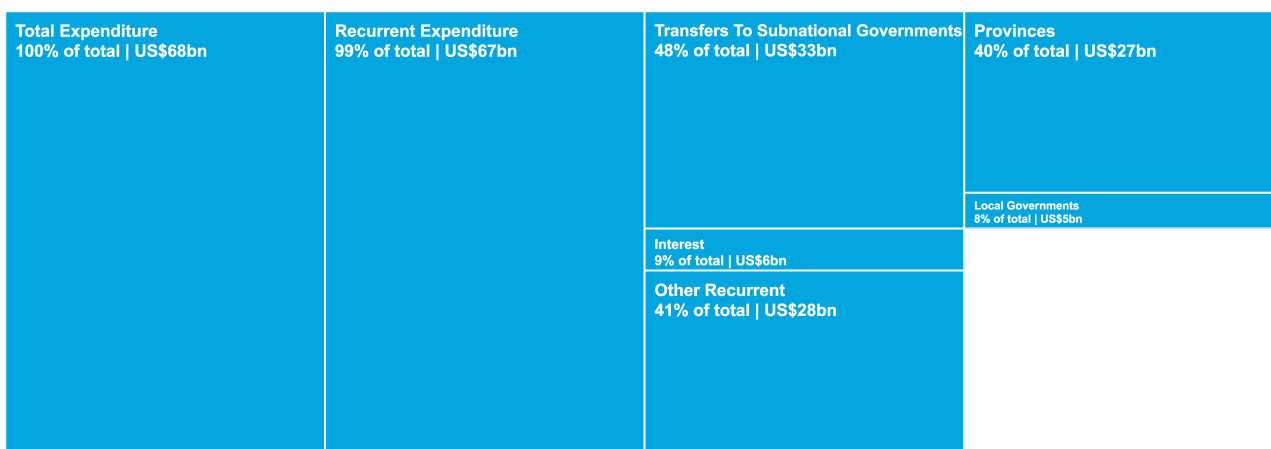 Total Expenditure
100% of total | US$68bn
Recurrent Expenditure
99% of total | US$67bn
Transfers To Subnational Governments
48% of total | US$33bn
Provinces
40% of total | US$27bn
Local Governments
8% of total | US$5bn
Interest
9% of total | US$6bn
Other Recurrent
41% of total | US$28bn